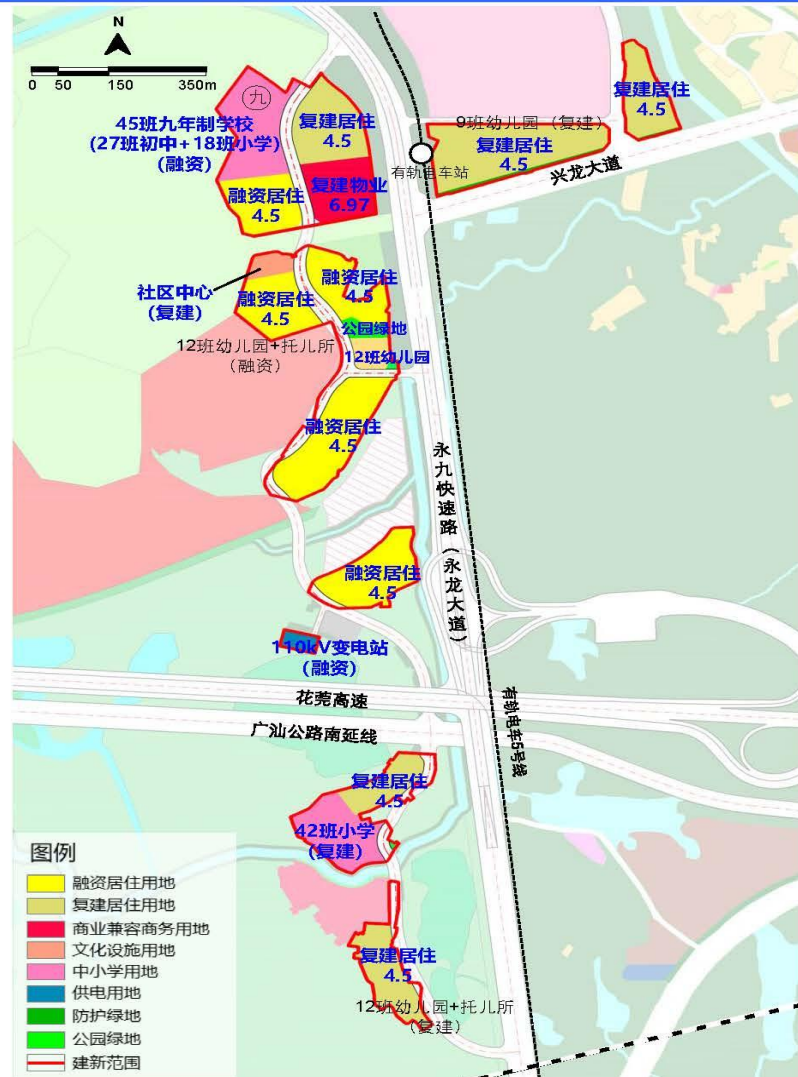 N
0 50 150 350m
九
45班九年制学校
(27班初中+18班小学)
(融资)
复建居住
4.5
复建居住
4.5
9班幼儿园（复建）
复建居住
4.5
有轨电车站
兴龙大道
融资居住
4.5
复建物业
6.97
社区中心
(复建)
融资居住
4.5
融资居住
4.5
公园绿地
12班幼儿园+托儿所
（融资）
12班幼儿园
融资居住
4.5
永九快速路（永龙大道）
融资居住
4.5
110kV变电站
(融资)
花莞高速
有轨电车5号线
广汕公路南延线
复建居住
4.5
42班小学
(复建)
复建居住
4.5
12班幼儿园+托儿所
（复建）
图例
融资居住用地
复建居住用地
商业兼容商务用地
文化设施用地
中小学用地
供电用地
防护绿地
公园绿地
建新范围